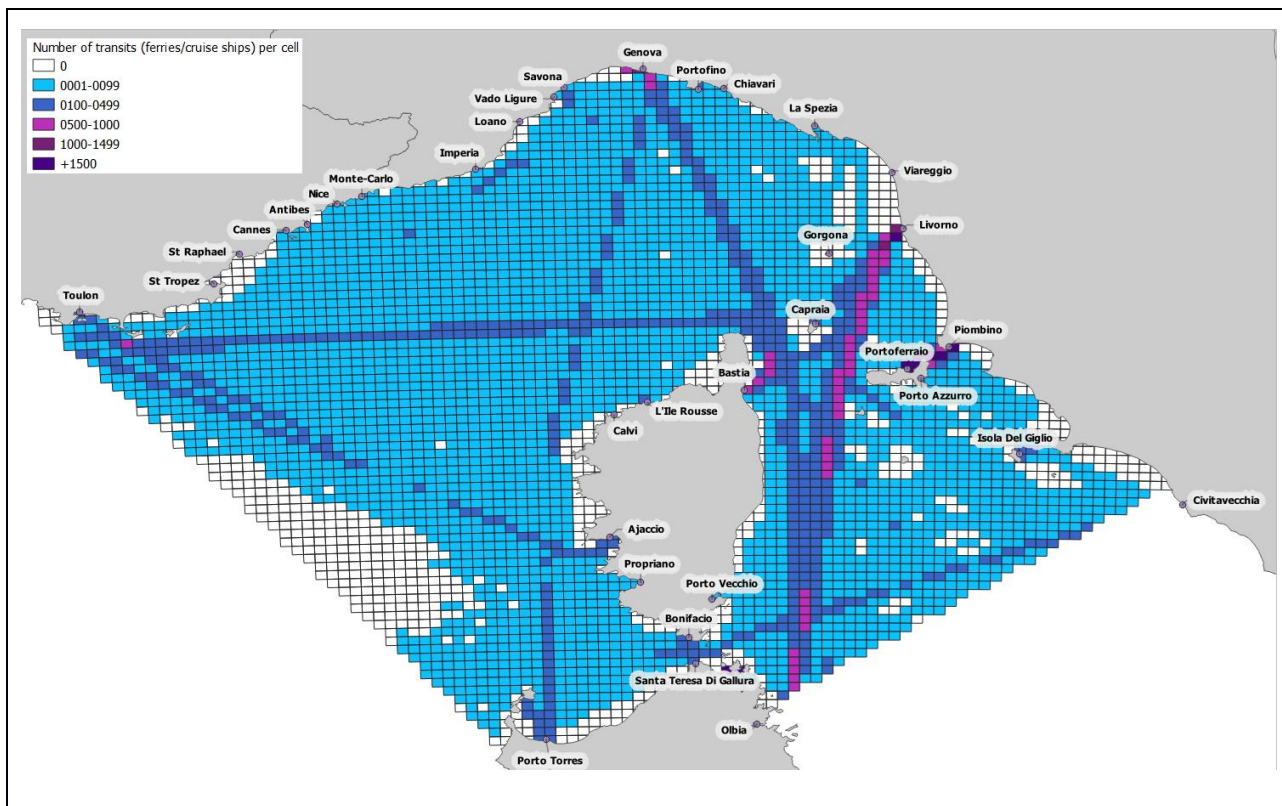 Number of transits (ferries/cruise ships) per cell
0
0001-0099
0100-0499
0500-1000
1000-1499
+1500
Genova
Savona
Portofino
Chiavari
Vado Ligure
La Spezia
Loano
Imperia
Viareggio
Monte-Carlo
Nice
Antibes
Cannes
Livorno
Gorgona
St Raphael
St Tropez
Toulon
Capraia
Piombino
Portoferraio
Bastia
Porto Azzurro
L'Ile Rousse
Calvi
Isola Del Giglio
Civitavecchia
Ajaccio
Propriano
Porto Vecchio
Bonifacio
Santa Teresa Di Gallura
Olbia
Porto Torres